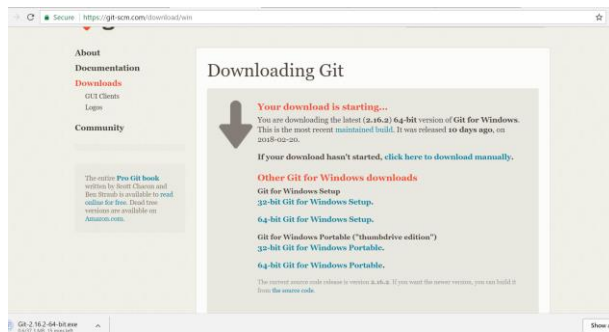 Secure https://git-scm.com/download/win
About
Documentation
Downloads
GUI Clients
Logos
Community
The entire Pro Git book
written by Scott Chacon and
Ben Straub is available to read
online for free. Dead tree
versions are available on
Amazon.com.
Downloading Git
Your download is starting...
You are downloading the latest (2.16.2) 64-bit version of Git for Windows.
This is the most recent maintained build. It was released 10 days ago, on
2018-02-20.
If your download hasn't started, click here to download manually.
Other Git for Windows downloads
Git for Windows Setup
32-bit Git for Windows Setup.
64-bit Git for Windows Setup.
Git for Windows Portable ("thumbdrive edition")
32-bit Git for Windows Portable.
64-bit Git for Windows Portable.
The current source code release is version 2.16.2. If you want the newer version, you can build it
from the source code.
Git-2.16.2-64-bit.exe
Show